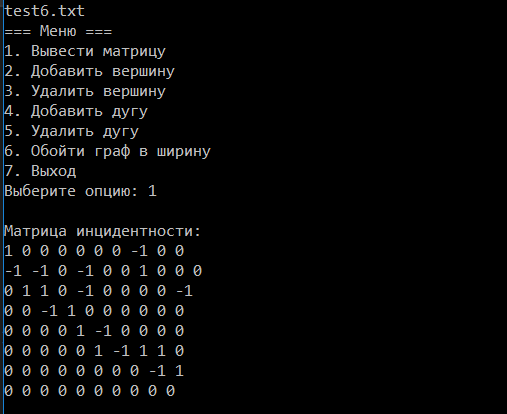 test6.txt
=== Меню ===
1. Вывести матрицу
2. Добавить вершину
3. Удалить вершину
4. Добавить дугу
5. Удалить дугу
6. Обойти граф в ширину
7. Выход
Выберите опцию: 1
Матрица инцидентности:
1 0 0 0 0 0 0 -1 0 0
-1 -1 0 -1 0 0 1 0 0 0
0 1 1 0 -1 0 0 0 0 -1
0 0 -1 1 0 0 0 0 0 0
0 0 0 0 1 -1 0 0 0 0
0 0 0 0 0 1 -1 1 1 0
0 0 0 0 0 0 0 0 -1 1
0 0 0 0 0 0 0 0 0 0